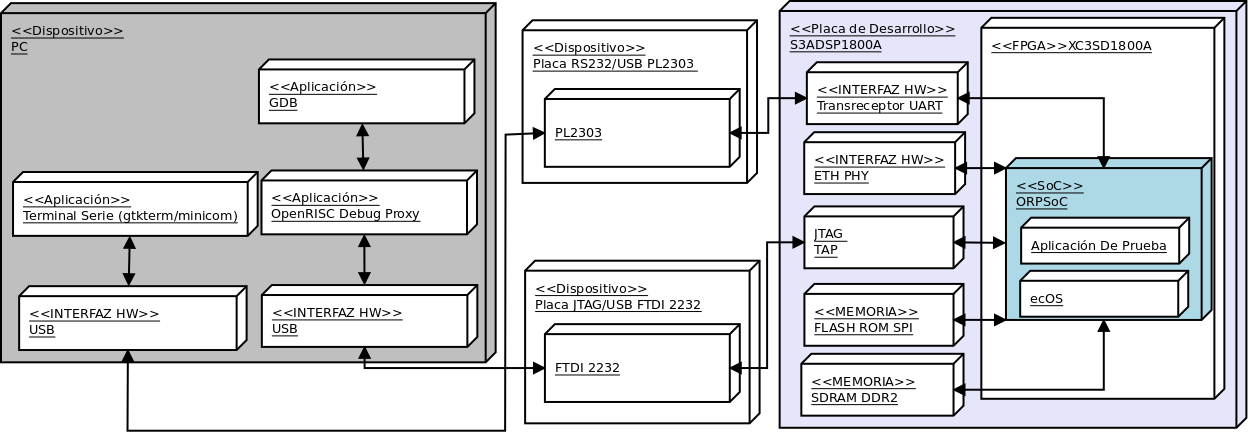 <<Dispositivo>>
PC
<<Aplicación>>
GDB
<<Aplicación>>
Terminal Serie (gtkterm/minicom)
<<Aplicación>>
OpenRISC Debug Proxy
<<INTERFAZ HW>>
USB
<<INTERFAZ HW>>
USB
<<Dispositivo>>
Placa RS232/USB PL2303
PL2303
<<Dispositivo>>
Placa JTAG/USB FTDI 2232
FTDI 2232
<<Placa de Desarrollo>>
S3ADSP1800A
<<INTERFAZ HW>>
Transreceptor UART
<<INTERFAZ HW>>
ETH PHY
JTAG
TAP
<<MEMORIA>>
FLASH ROM SPI
<<MEMORIA>>
SDRAM DDR2
<<FPGA>>XC3SD1800A
<<SoC>>
ORPSoC
Aplicación De Prueba
ecOS